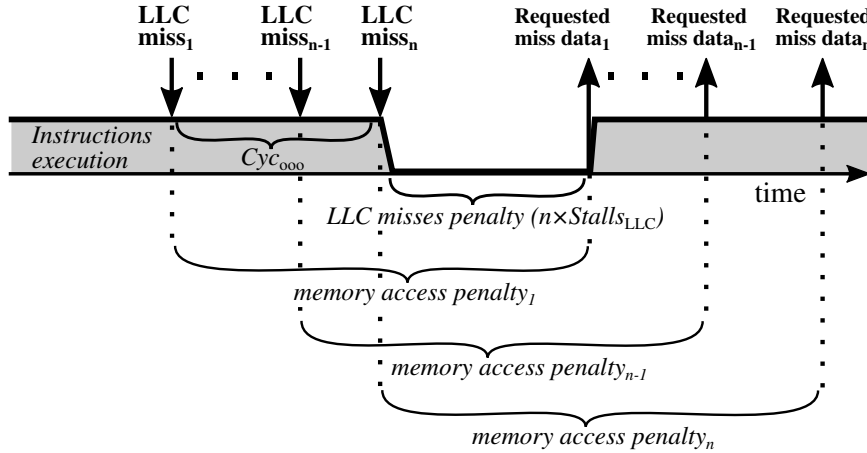 LLC
miss1
LLC
missn-1
LLC
missn
Requested
miss data1
Requested
miss datan-1
Requested
miss datan
. . .
. . .
Instructions
execution
Cycooo
time
LLC misses penalty (n×StallsLLC)
memory access penalty1
memory access penaltyn-1
memory access penaltyn